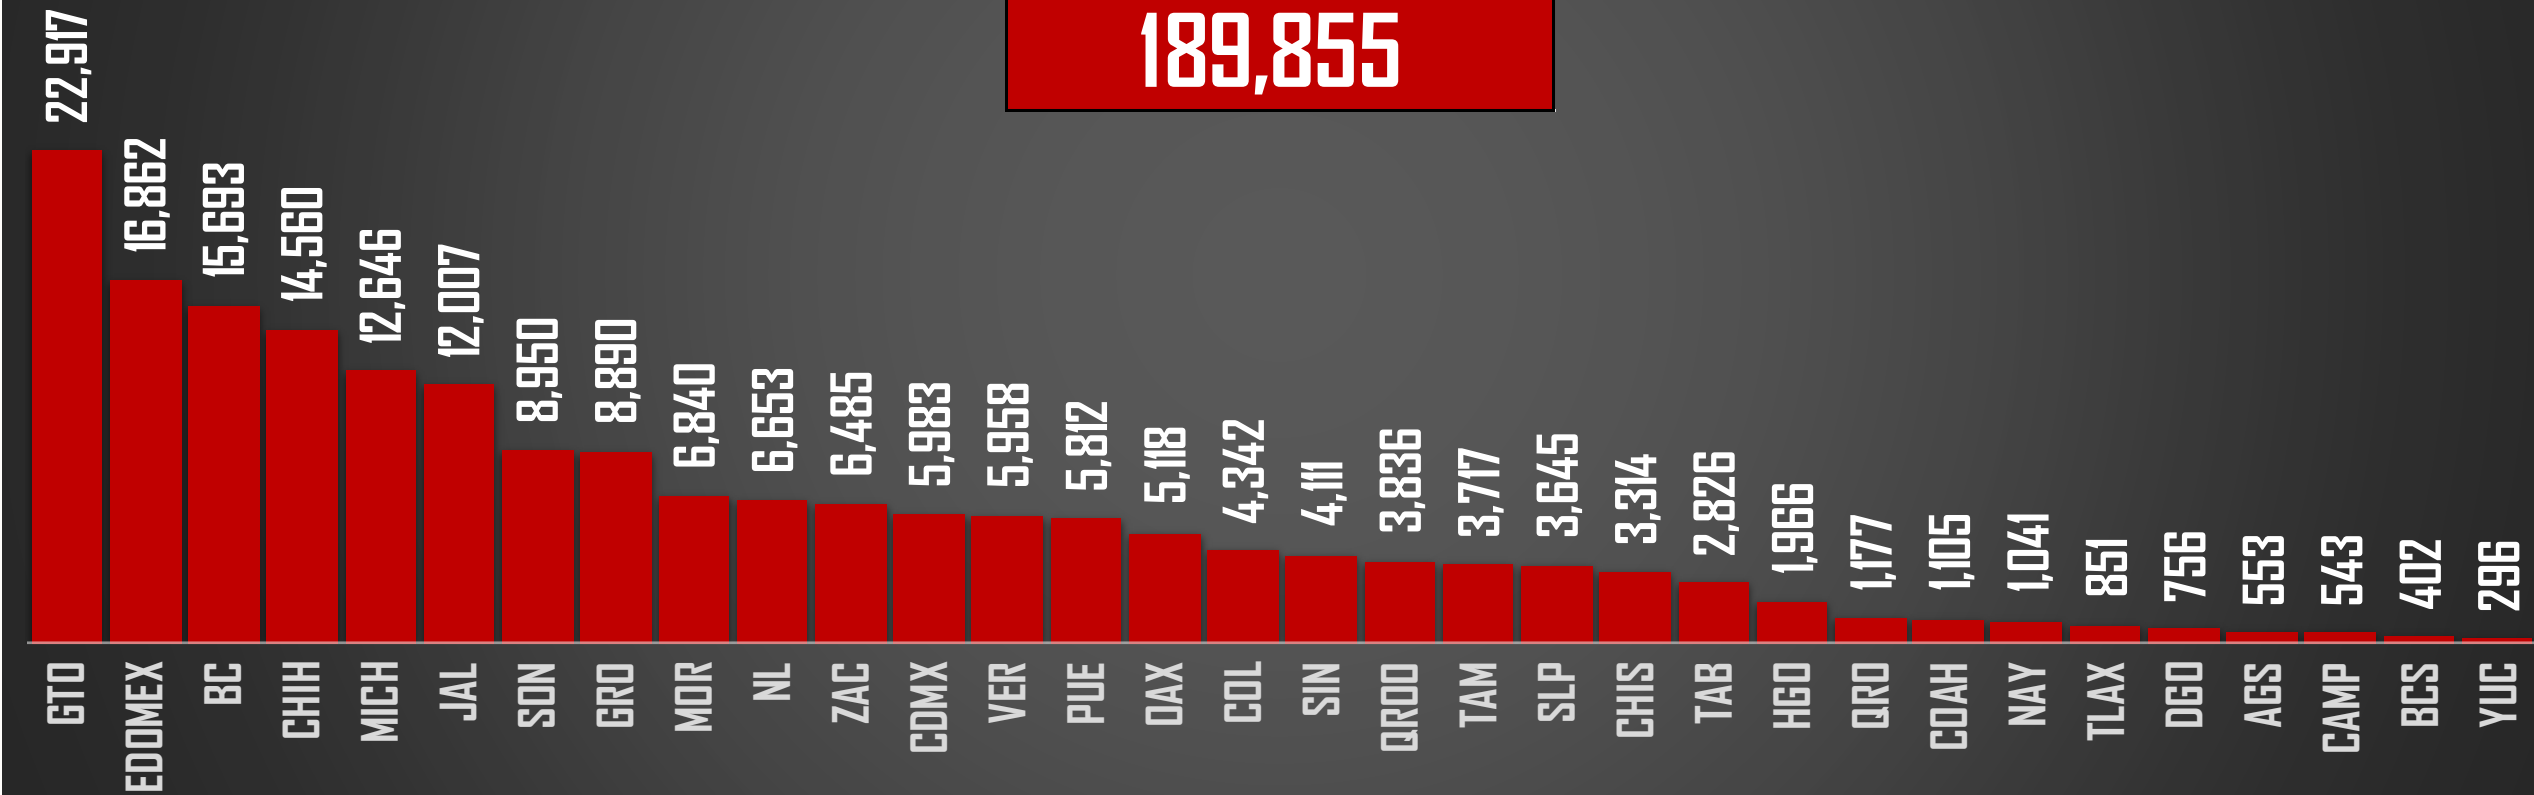 189,855
22,917
16,862
15,693
14,560
12,646
12,007
8,950
8,890
6,840
6,653
6,485
5,983
5,958
5,812
5,118
4,342
4,111
3,836
3,717
3,645
3,314
2,826
1,966
1,177
1,105
1,041
851
756
553
543
402
296
GTO
EDOMEX
BC
CHIH
MICH
JAL
SON
GRO
MOR
NL
ZAC
CDMX
VER
PUE
OAX
COL
SIN
QROO
TAM
SLP
CHIS
TAB
HGO
QRO
COAH
NAY
TLAX
DGO
AGS
CAMP
BCS
YUC